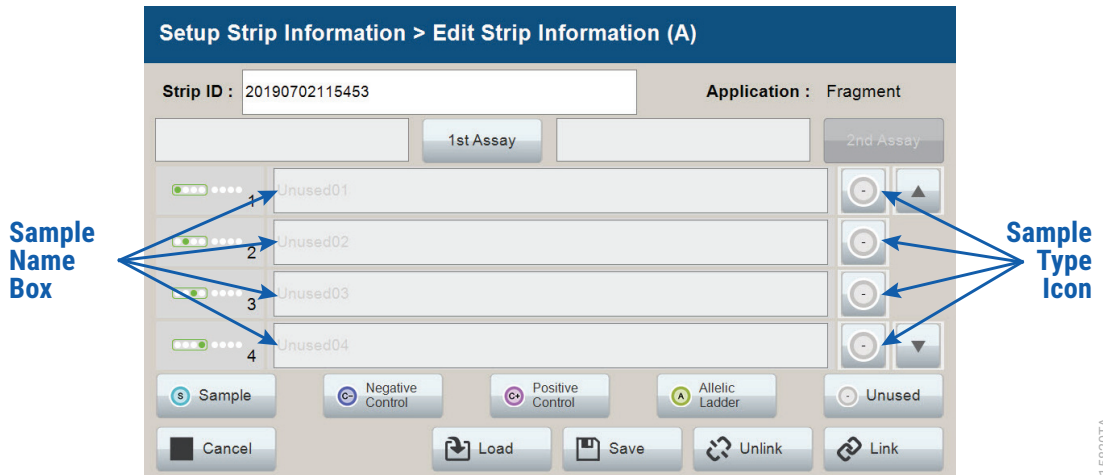 Setup Strip Information > Edit Strip Information (A)
Strip ID : 20190702115453 Application : Fragment
1st Assay 2nd Assay
1 Unused01 -
2 Unused02 -
3 Unused03 -
4 Unused04 -
Sample
Name
Box
Sample
Type
Icon
S Sample C- Negative Control C+ Positive Control A Allelic Ladder - Unused
Cancel Load Save Unlink Link